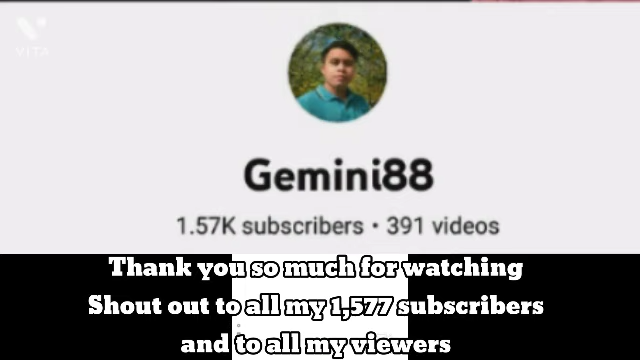 VITA
Gemini88
1.57K subscribers • 391 videos
Thank you so much for watching
Shout out to all my 1,577 subscribers
and to all my viewers